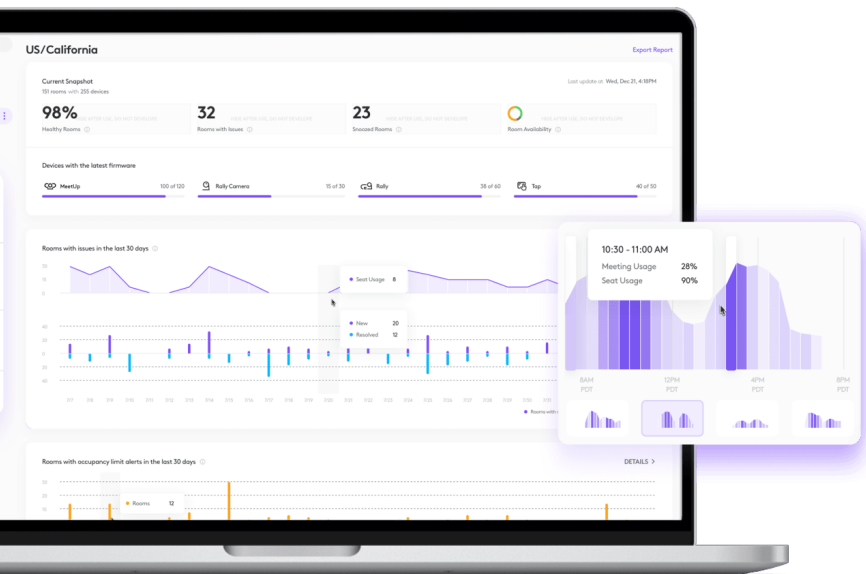 US/California
Export Report
Current Snapshot
Last update at Wed, Dec 21, 4:18PM
151 rooms with 255 devices
98%
32
23
Healthy Rooms
Rooms with Issues
Snoozed Rooms
Room Availability
Devices with the latest firmware
MeetUp 100 of 120
Rally Camera 15 of 30
Rally 38 of 60
Tap 40 of 50
Rooms with issues in the last 30 days
Seat Usage 8
New 20
Resolved 12
Rooms with
Rooms with occupancy limit alerts in the last 30 days
DETAILS >
Rooms 12
10:30 - 11:00 AM
Meeting Usage 28%
Seat Usage 90%
8AM 12PM 4PM 8PM
PDT PDT PDT PDT